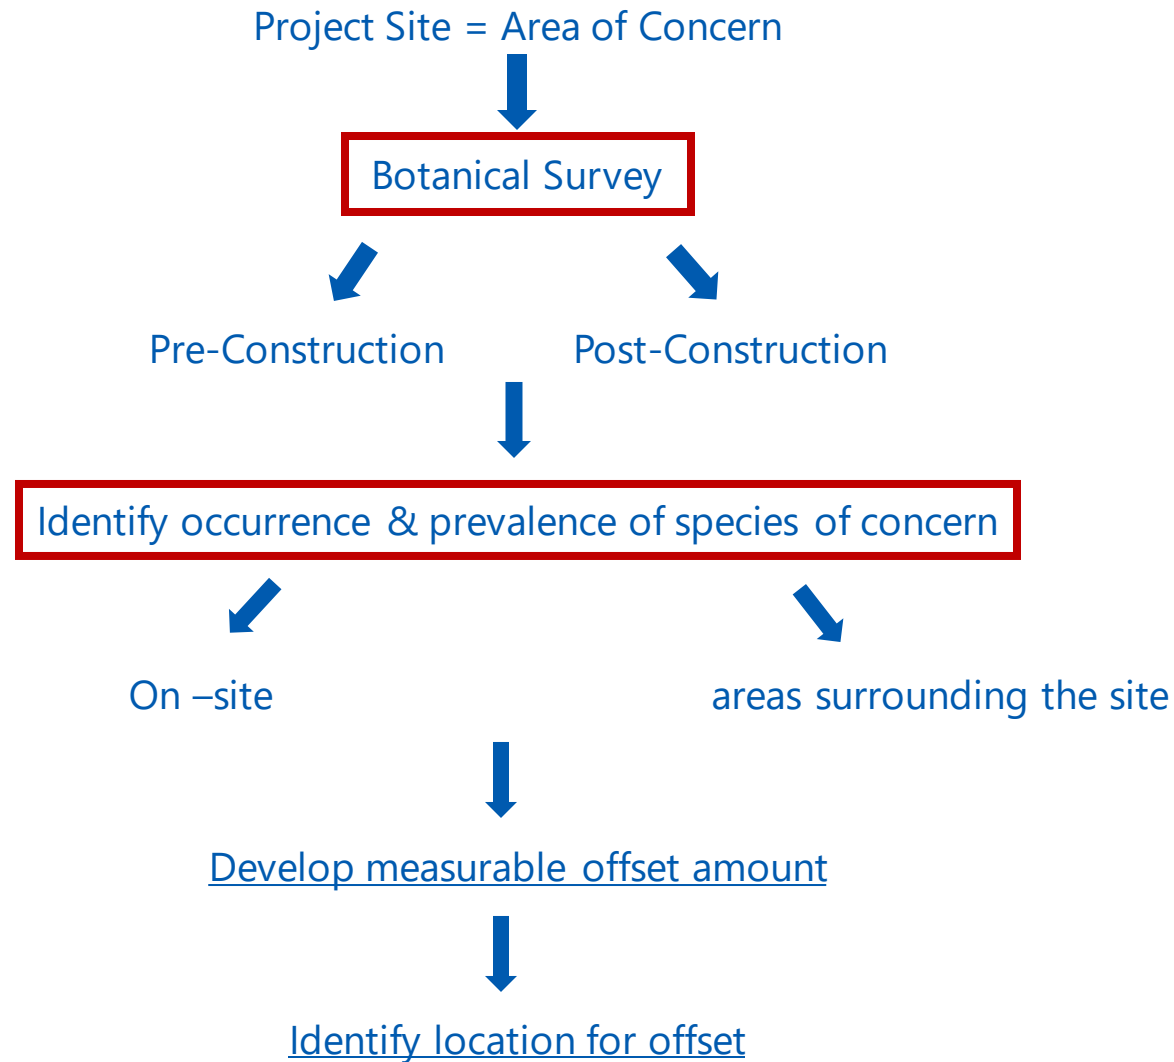 Project Site = Area of Concern
Botanical Survey
Pre-Construction
Post-Construction
Identify occurrence & prevalence of species of concern
On –site
areas surrounding the site
Develop measurable offset amount
Identify location for offset